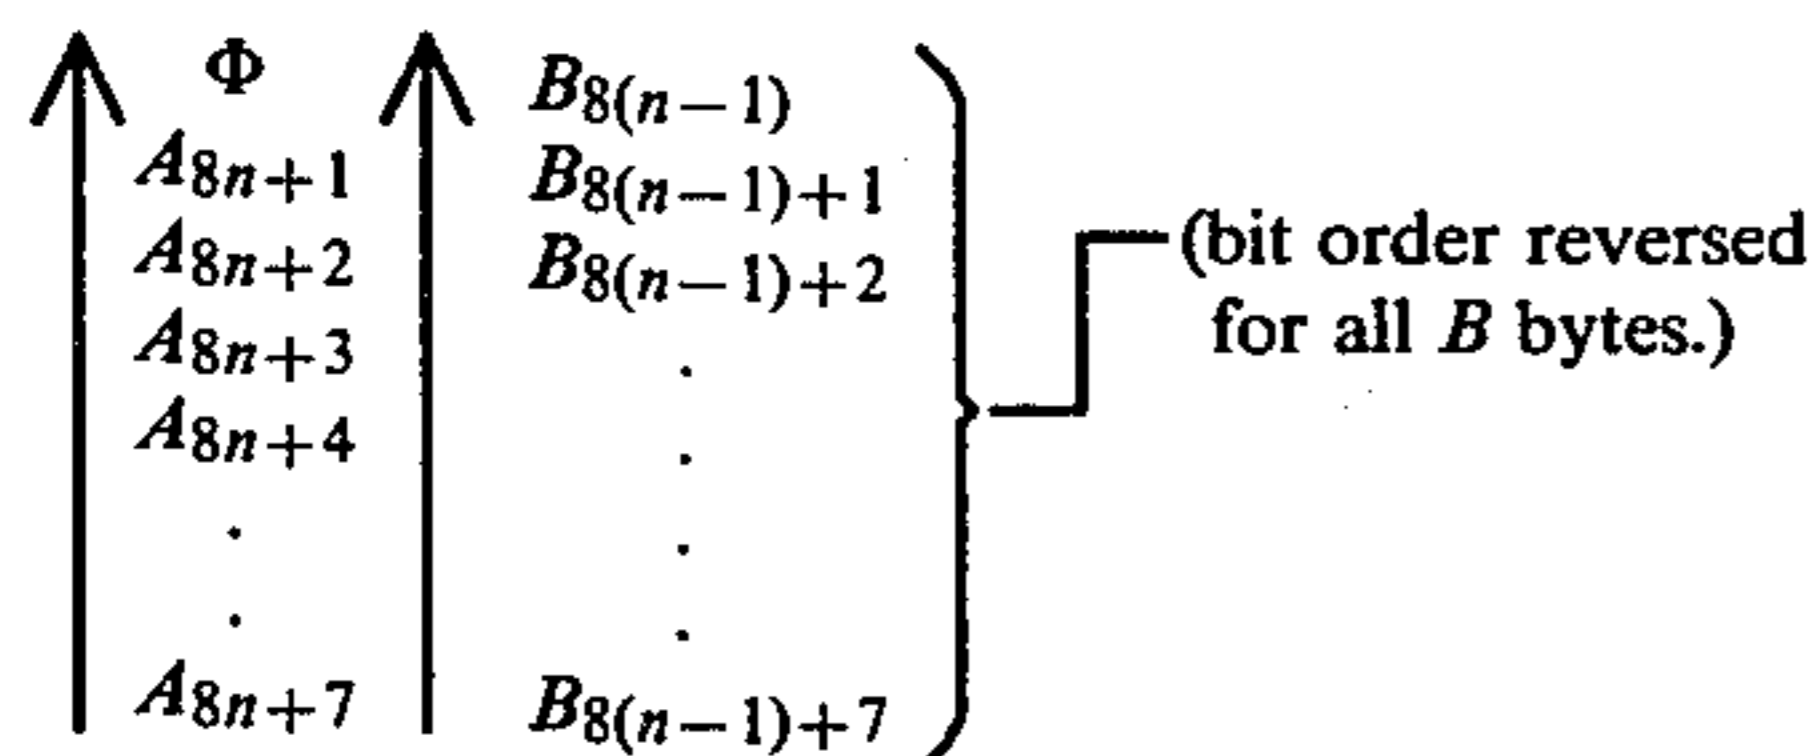 Φ B8(n−1)
A8n+1 B8(n−1)+1
A8n+2 B8(n−1)+2
(bit order reversed
A8n+3 .
for all B bytes.)
A8n+4 .
. .
. .
A8n+7 B8(n−1)+7